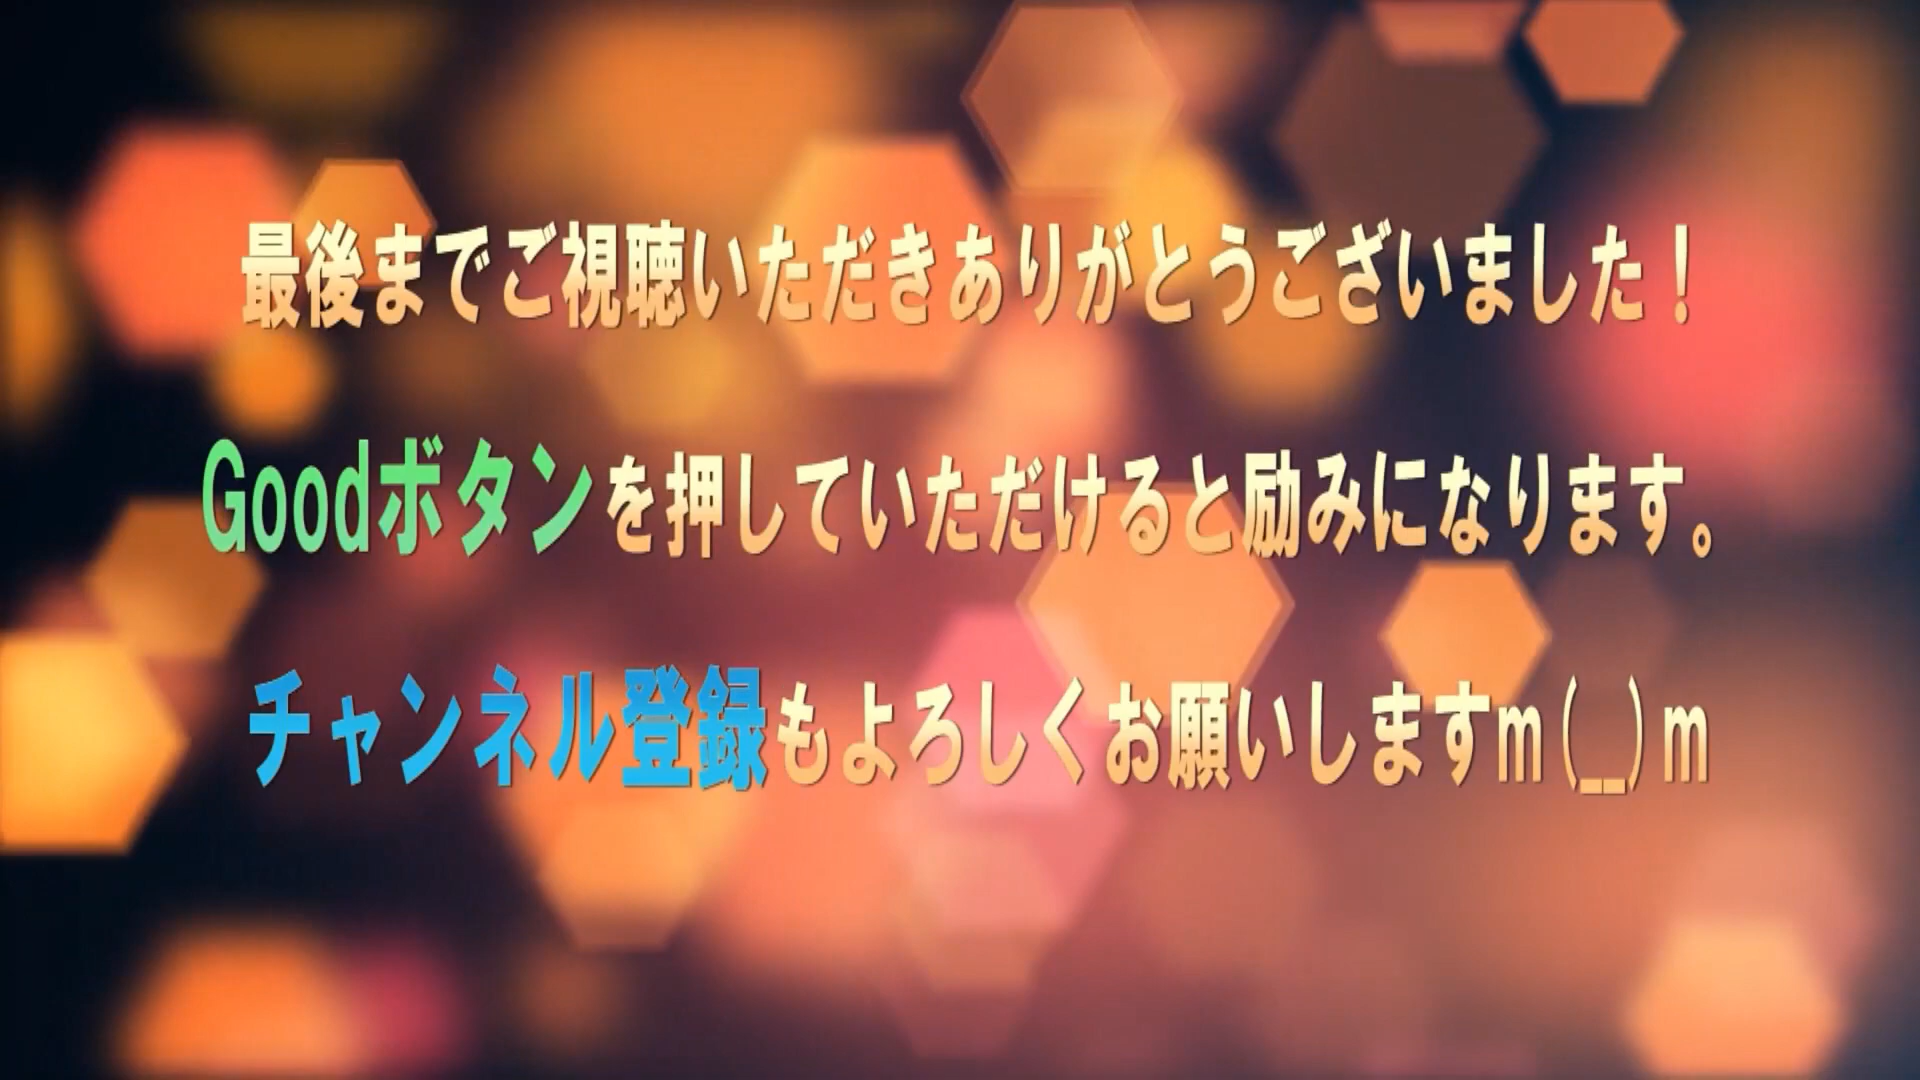 最後までご視聴いただきありがとうございました！
Goodボタンを押していただけると励みになります。
チャンネル登録もよろしくお願いしますm(__)m